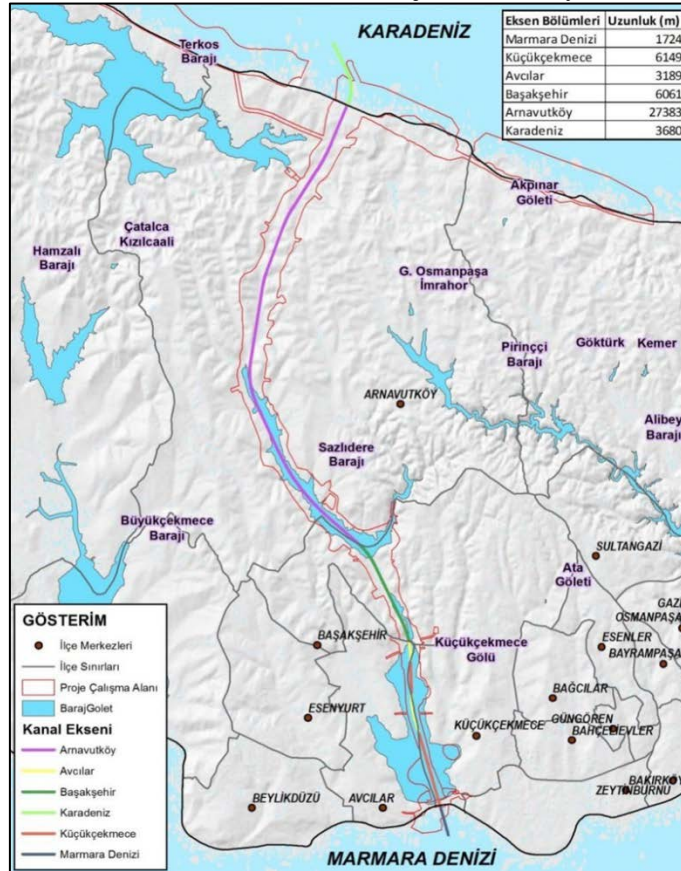 KARADENİZ
Eksen Bölümleri Uzunluk (m)
Marmara Denizi 1724
Küçükçekmece 6149
Avcılar 3189
Başakşehir 6061
Arnavutköy 27383
Karadeniz 3680
Terkos
Barajı
Akpınar
Göleti
Çatalca
Kızılcaali
Hamzalı
Barajı
G. Osmanpaşa
İmrahor
Pirinççi
Barajı
Göktürk
Kemer
ARNAVUTKÖY
Alibey
Barajı
Sazlıdere
Barajı
Büyükçekmece
Barajı
SULTANGAZİ
Ata
Göleti
GAZİ
OSMANPAŞA
ESENLER
BAYRAMPAŞA
BAŞAKŞEHİR
Küçükçekmece
Gölü
BAĞCILAR
ESENYURT
KÜÇÜKÇEKMECE
GÜNGÖREN
BAHÇELİEVLER
BAKIRKÖY
ZEYTİNBURNU
BEYLİKDÜZÜ
AVCILAR
MARMARA DENİZİ
GÖSTERİM
İlçe Merkezleri
İlçe Sınırları
Proje Çalışma Alanı
BarajGolet
Kanal Ekseni
Arnavutköy
Avcılar
Başakşehir
Karadeniz
Küçükçekmece
Marmara Denizi